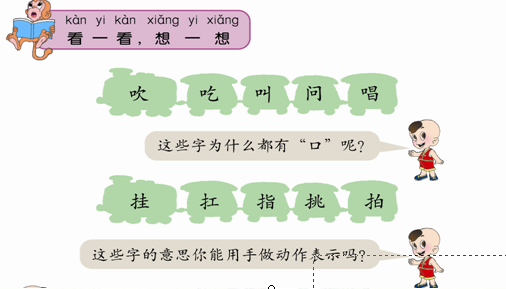 kàn yi kàn xiǎng yi xiǎng
看一看，想一想
吹 吃 叫 问 唱
这些字为什么都有“口”呢？
挂 扛 指 挑 拍
这些字的意思你能用手做动作表示吗？